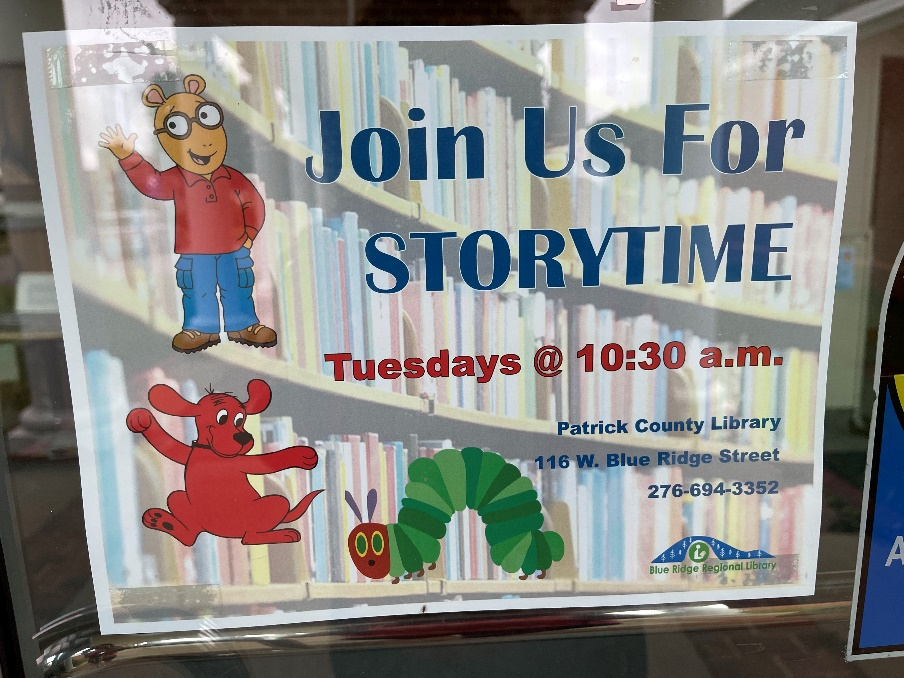 Join Us For
STORYTIME
Tuesdays @ 10:30 a.m.
Patrick County Library
116 W. Blue Ridge Street
276-694-3352
Blue Ridge Regional Library
A